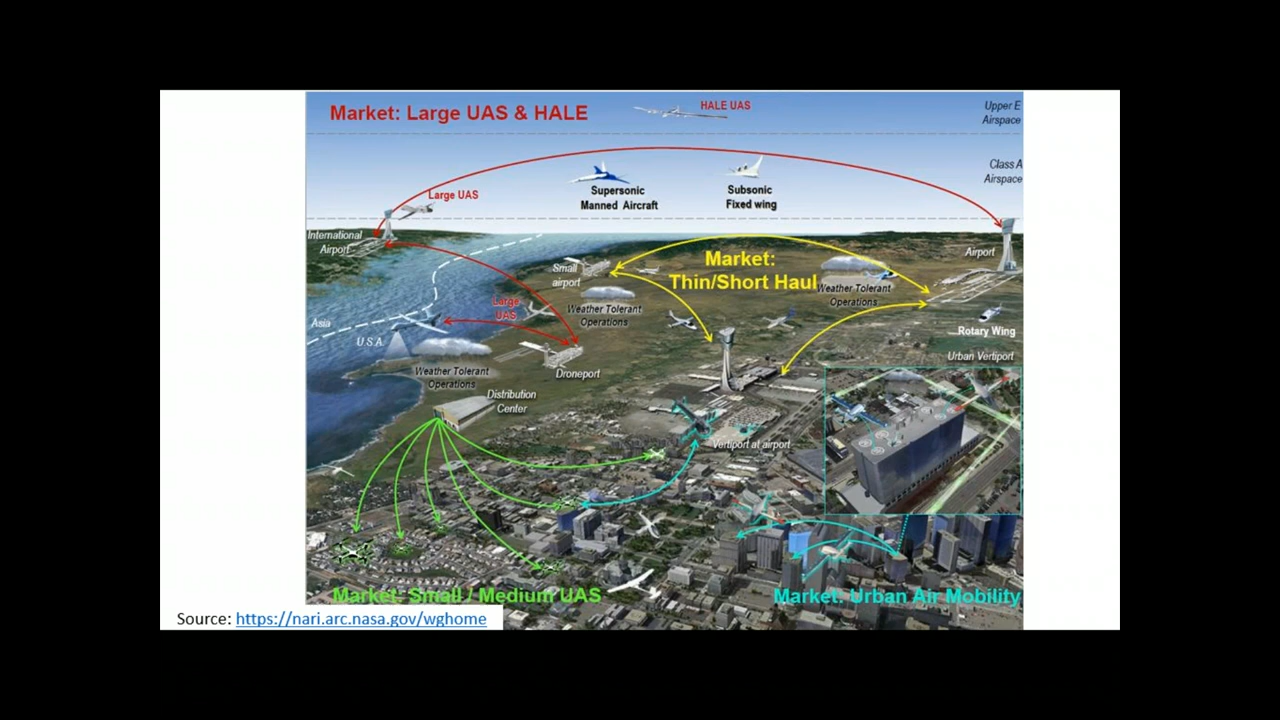 Market: Large UAS & HALE
HALE UAS
Upper E
Airspace
Class A
Airspace
Large UAS
Supersonic
Manned Aircraft
Subsonic
Fixed wing
International
Airport
Airport
Small
airport
Market:
Thin/Short Haul
Weather Tolerant
Operations
Weather Tolerant
Operations
Large
UAS
Asia
U.S.A.
Rotary Wing
Urban Vertiport
Weather Tolerant
Operations
Droneport
Distribution
Center
Vertiport at airport
Market: Small / Medium UAS
Market: Urban Air Mobility
Source: https://nari.arc.nasa.gov/wghome